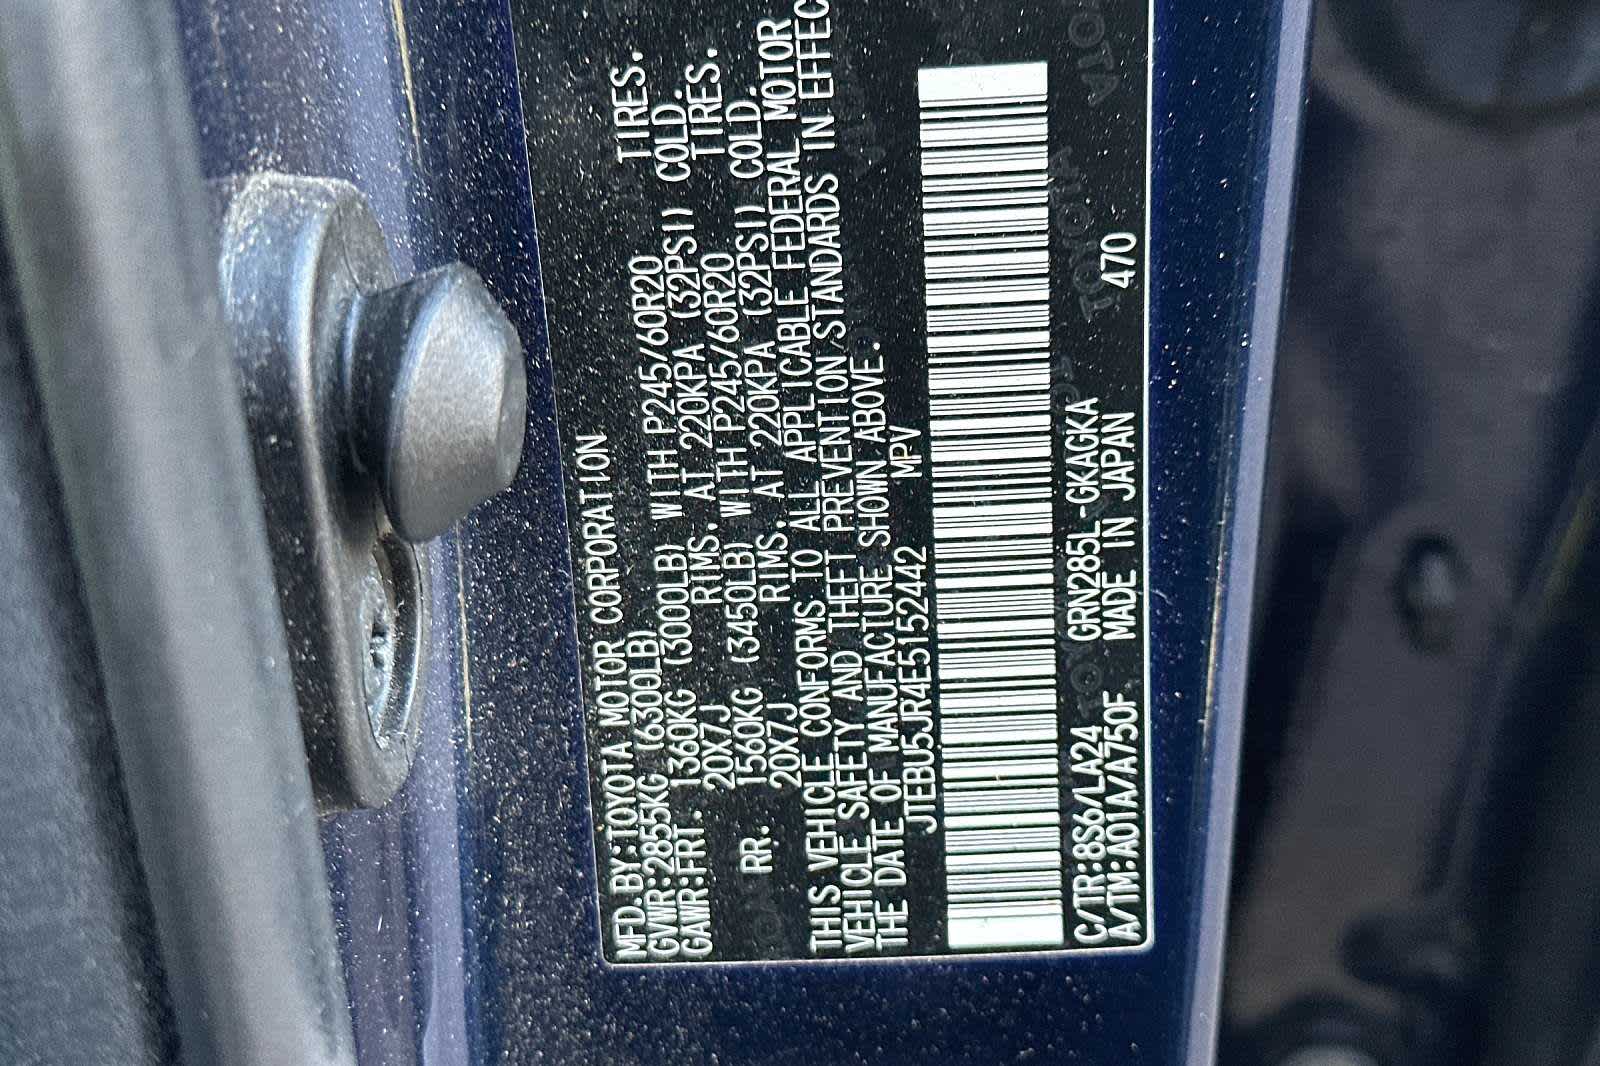 MFD.BY:TOYOTA MOTOR CORPORATION
GVWR:2855KG (6300LB)
GAWR:FRT. 1360KG (3000LB) WITH P245/60R20 TIRES.
20X7J RIMS. AT 220KPA (32PSI) COLD.
RR. 1560KG (3450LB) WITH P245/60R20 TIRES.
20X7J RIMS. AT 220KPA (32PSI) COLD.
THIS VEHICLE CONFORMS TO ALL APPLICABLE FEDERAL MOTOR
VEHICLE SAFETY AND THEFT PREVENTION STANDARDS IN EFFEC
THE DATE OF MANUFACTURE SHOWN ABOVE.
JTEBU5JR4E5152442 MPV
C/TR:8S6/LA24 GRN285L-GKAGKA
A/TM:A01A/A750F MADE IN JAPAN 470